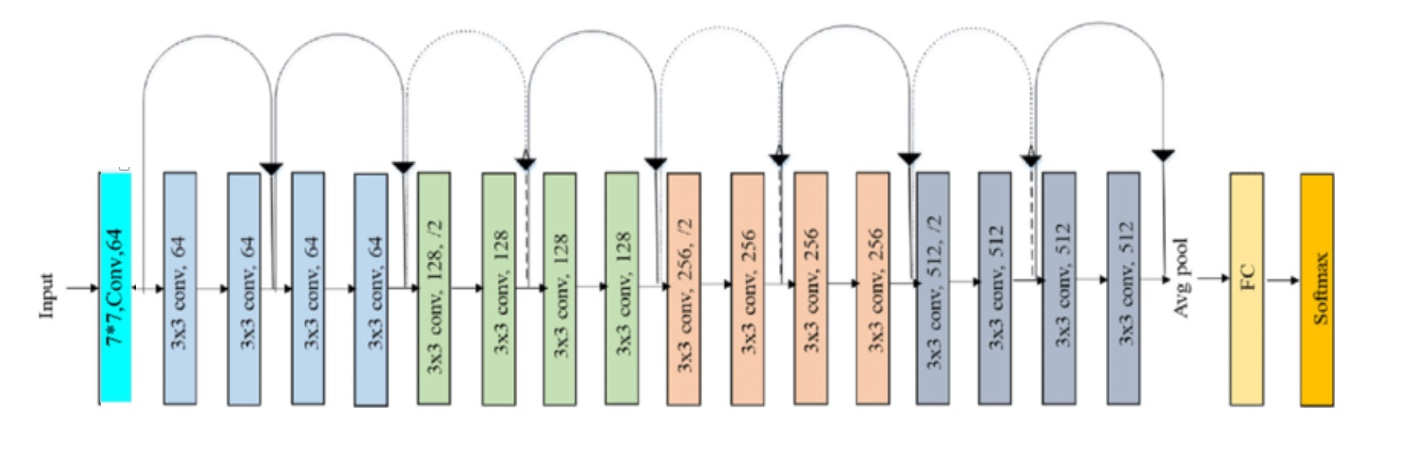 Input
7*7,Conv,64
3x3 conv, 64
3x3 conv, 64
3x3 conv, 64
3x3 conv, 64
3x3 conv, 128, /2
3x3 conv, 128
3x3 conv, 128
3x3 conv, 128
3x3 conv, 256, /2
3x3 conv, 256
3x3 conv, 256
3x3 conv, 256
3x3 conv, 512, /2
3x3 conv, 512
3x3 conv, 512
3x3 conv, 512
Avg pool
FC
Softmax